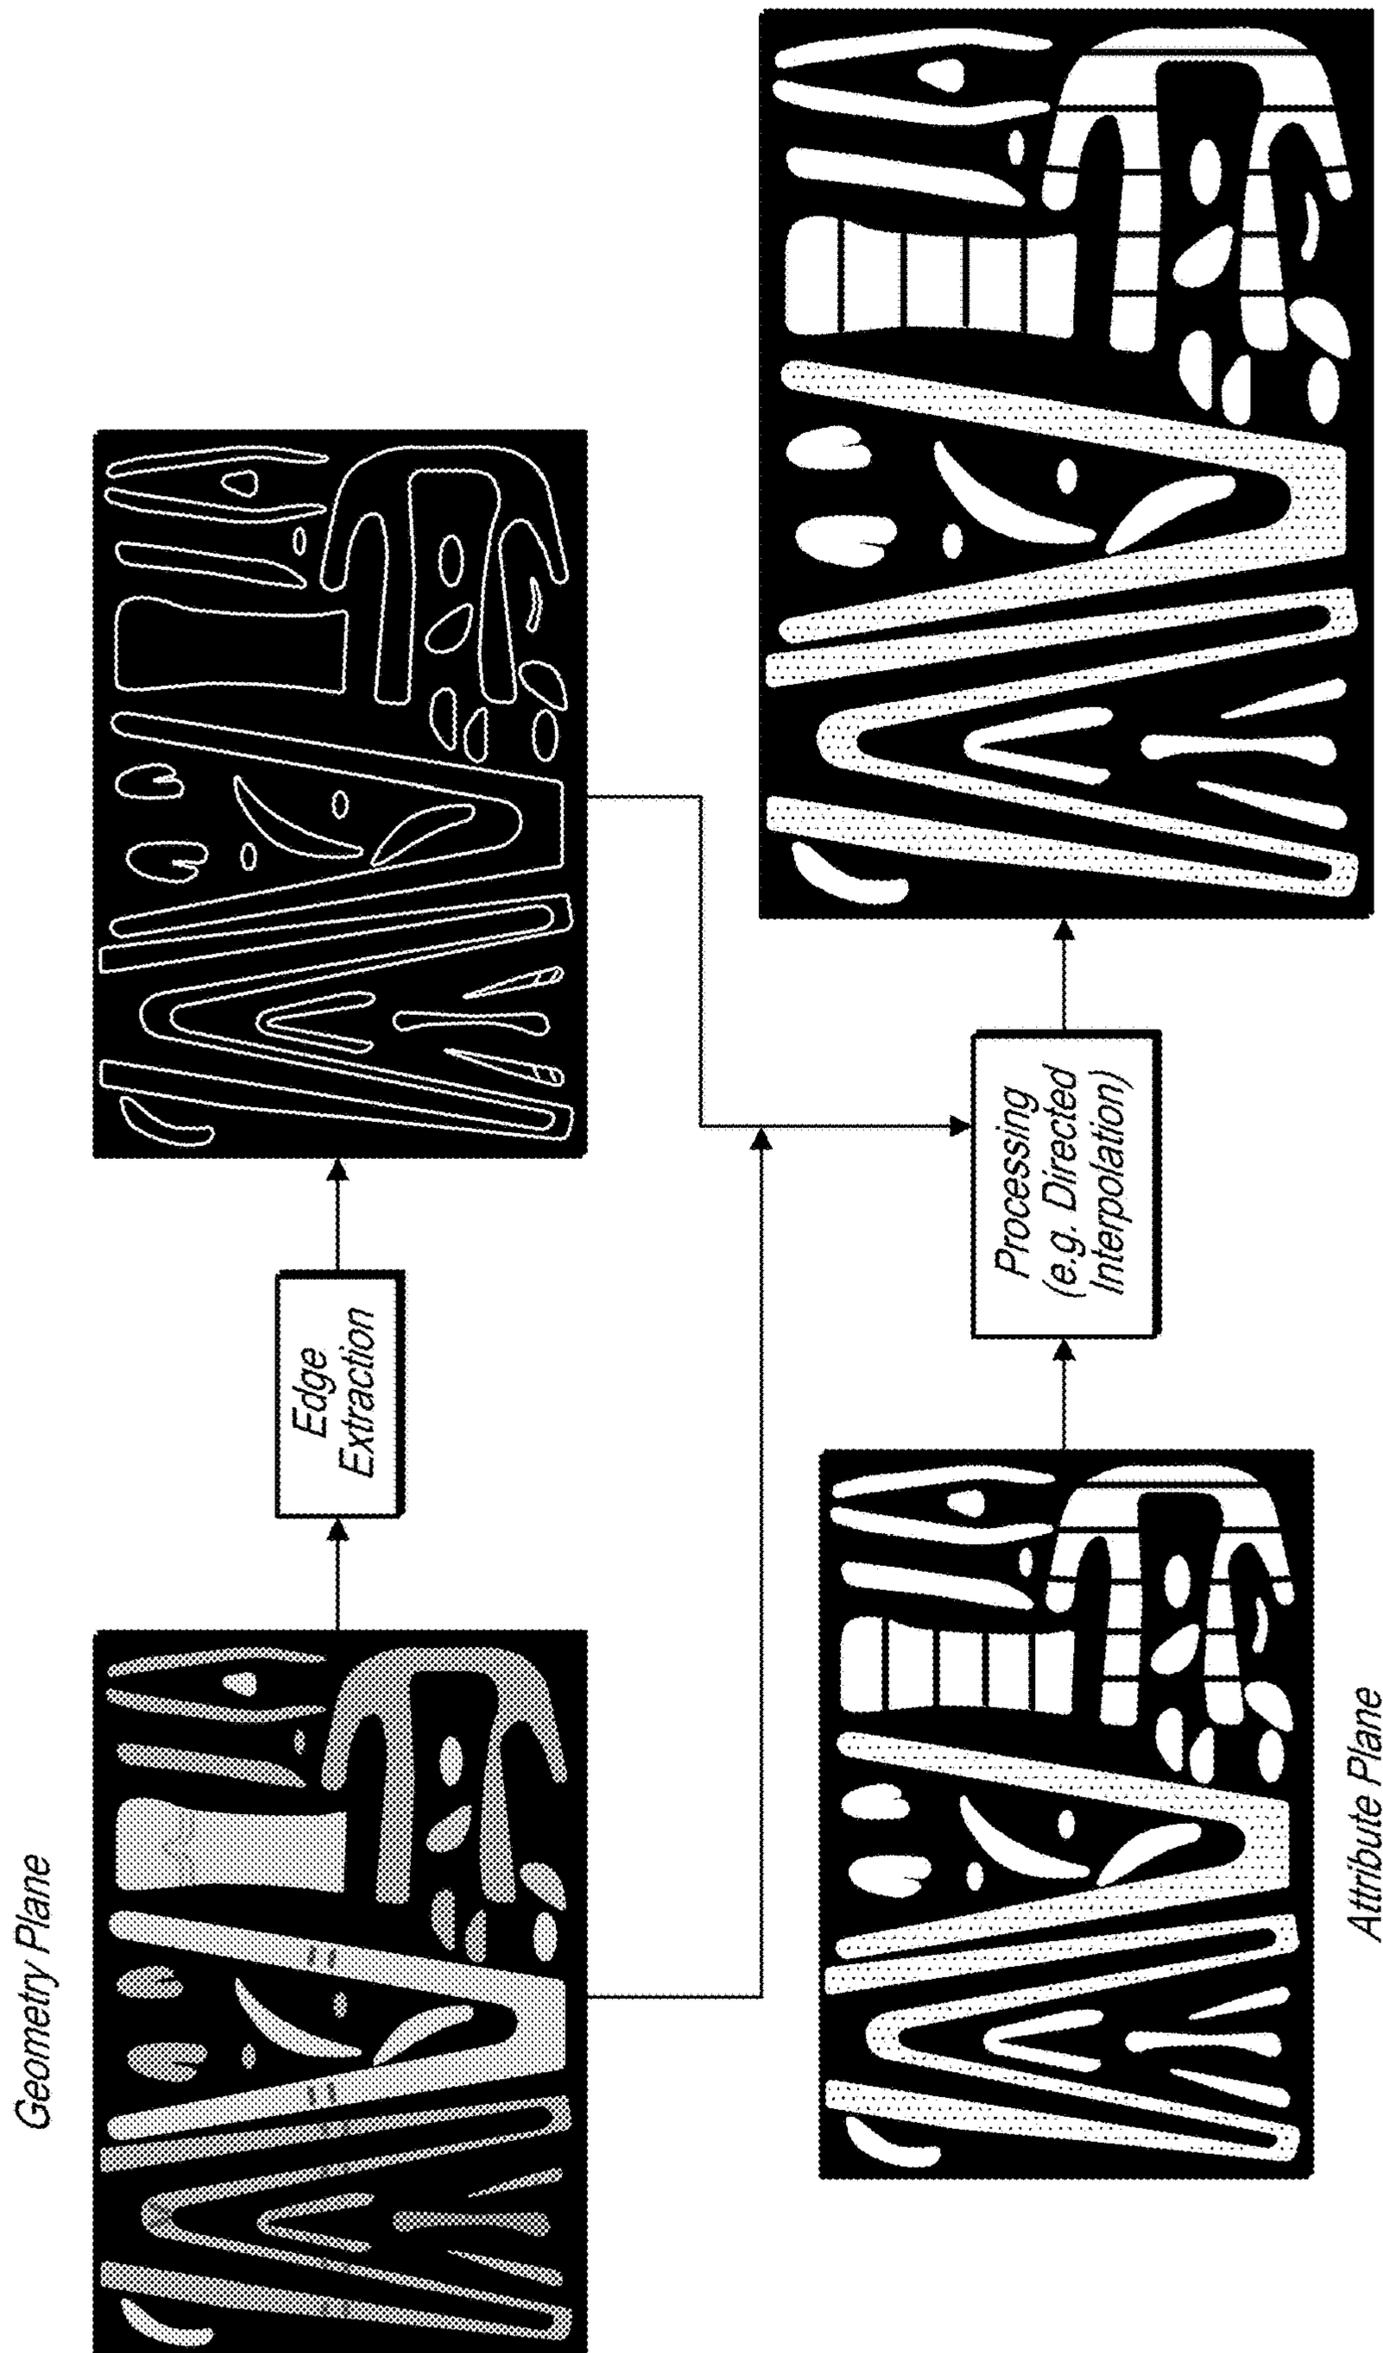 Geometry Plane
Edge
Extraction
Processing
(e.g. Directed
Interpolation)
Attribute Plane